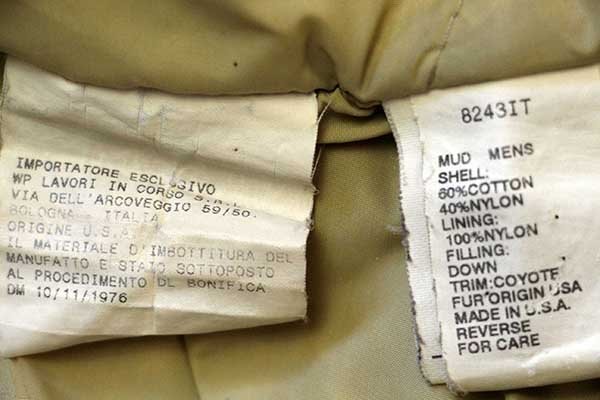 IMPORTATORE ESCLUSIVO
WP LAVORI IN CORSO S.R.L.
VIA DELL'ARCOVEGGIO 59/50.
BOLOGNA ITALIA
ORIGINE U.S.A.
IL MATERIALE D'IMBOTTITURA DEL
MANUFATTO E STATO SOTTOPOSTO
AL PROCEDIMENTO DE BONIFICA
DM 10/11/1976
8243IT
MUD MENS
SHELL:
60%COTTON
40%NYLON
LINING:
100%NYLON
FILLING:
DOWN
TRIM:COYOTE
FUR ORIGIN USA
MADE IN U.S.A.
REVERSE
FOR CARE